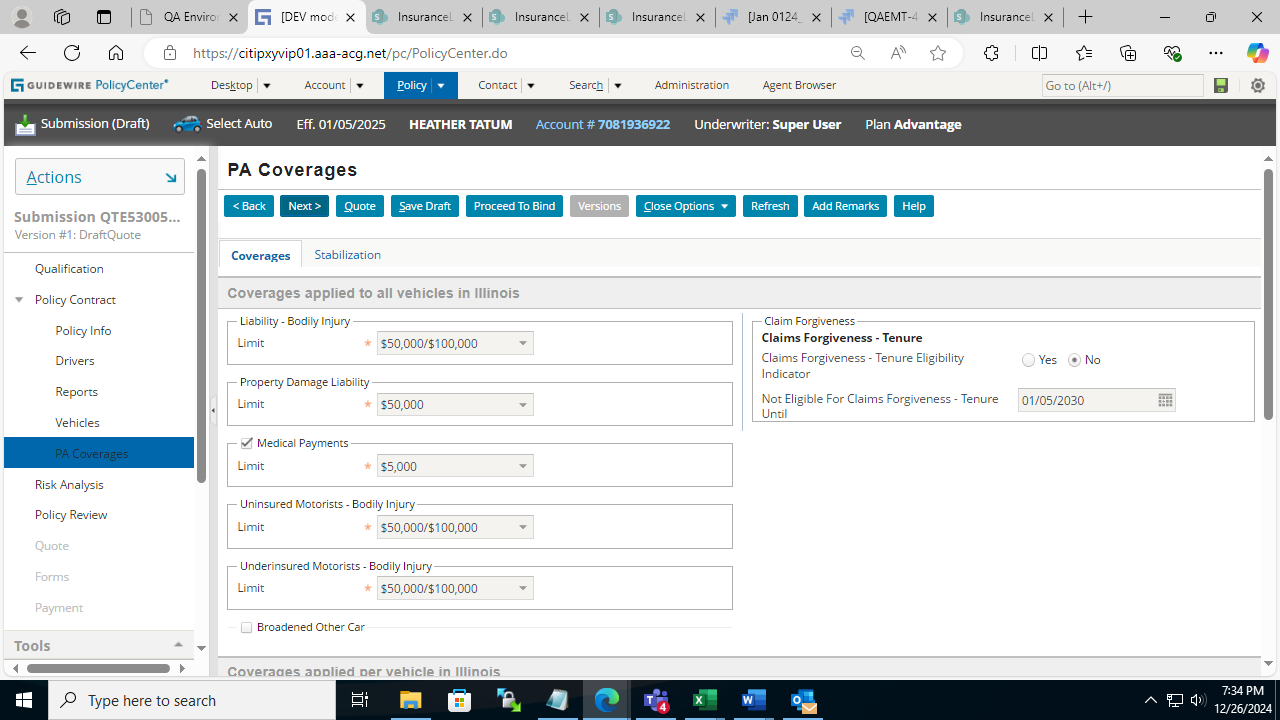 QA Environ
[DEV mode
InsuranceL
InsuranceL
InsuranceL
[Jan 0124_
[QAEMT-4
InsuranceL
https://citipxyvip01.aaa-acg.net/pc/PolicyCenter.do
GUIDEWIRE PolicyCenter
Desktop
Account
Policy
Contact
Search
Administration
Agent Browser
Go to (Alt+/)
Submission (Draft)
Select Auto
Eff. 01/05/2025
HEATHER TATUM
Account # 7081936922
Underwriter: Super User
Plan Advantage
Actions
Submission QTE53005...
Version #1: DraftQuote
Qualification
Policy Contract
Policy Info
Drivers
Reports
Vehicles
PA Coverages
Risk Analysis
Policy Review
Quote
Forms
Payment
Tools
PA Coverages
< Back
Next >
Quote
Save Draft
Proceed To Bind
Versions
Close Options
Refresh
Add Remarks
Help
Coverages
Stabilization
Coverages applied to all vehicles in Illinois
Liability - Bodily Injury
Limit * $50,000/$100,000
Property Damage Liability
Limit * $50,000
Medical Payments
Limit * $5,000
Uninsured Motorists - Bodily Injury
Limit * $50,000/$100,000
Underinsured Motorists - Bodily Injury
Limit * $50,000/$100,000
Broadened Other Car
Claim Forgiveness
Claims Forgiveness - Tenure
Claims Forgiveness - Tenure Eligibility
Indicator
Yes
No
Not Eligible For Claims Forgiveness - Tenure
Until
01/05/2030
Coverages applied per vehicle in Illinois
Type here to search
4
7:34 PM
12/26/2024